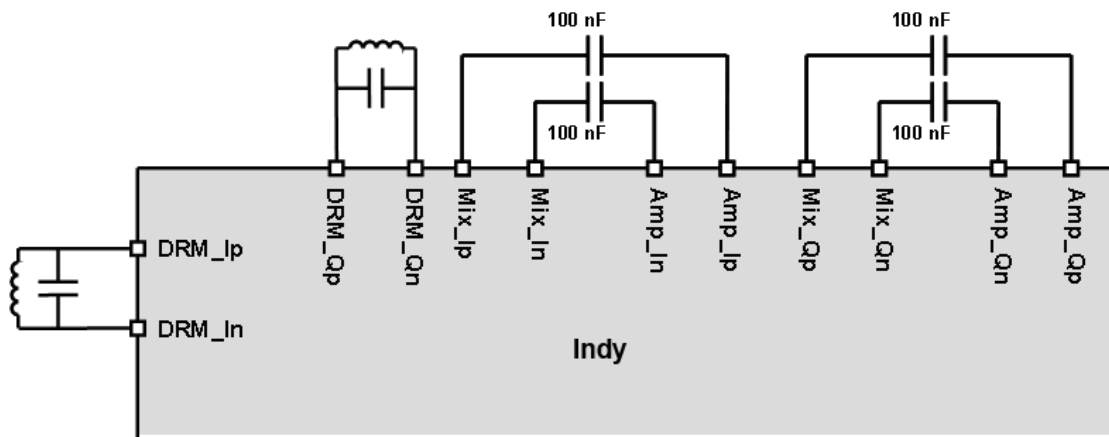 100 nF
100 nF
100 nF
100 nF
DRM_Qp
DRM_Qn
Mix_Ip
Mix_In
Amp_In
Amp_Ip
Mix_Qp
Mix_Qn
Amp_Qn
Amp_Qp
DRM_Ip
DRM_In
Indy